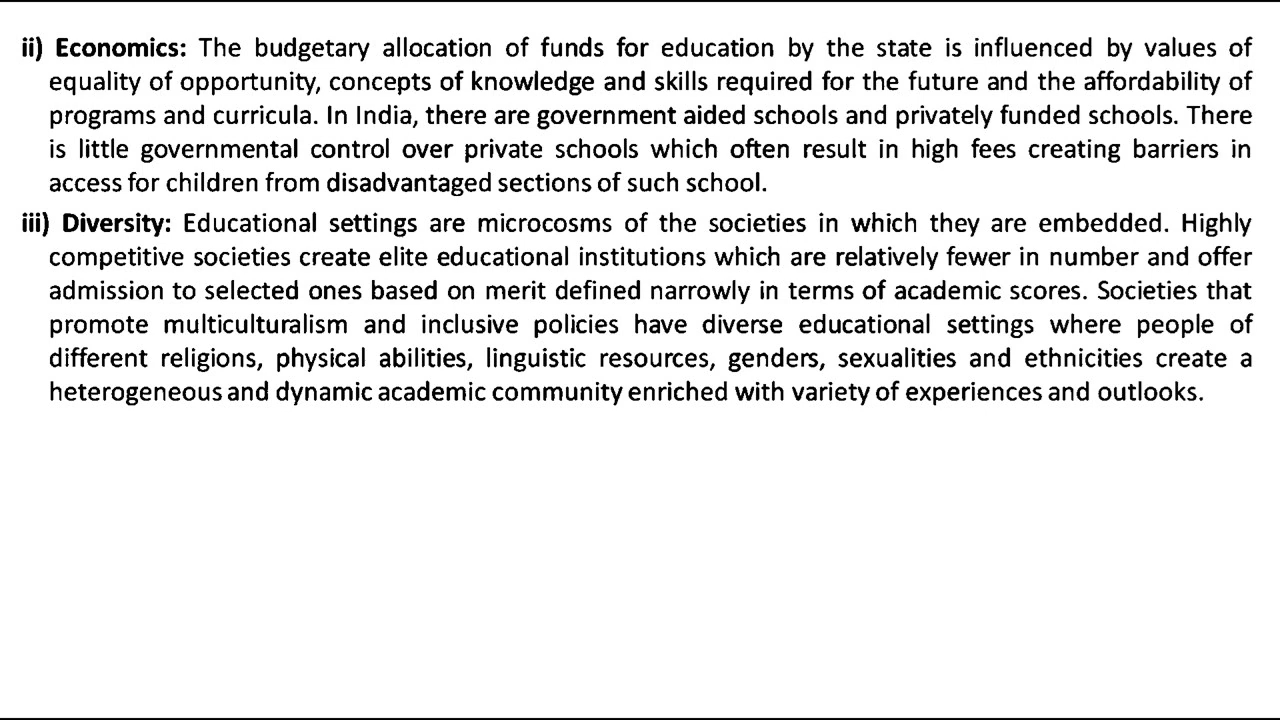 ii) Economics: The budgetary allocation of funds for education by the state is influenced by values of
equality of opportunity, concepts of knowledge and skills required for the future and the affordability of
programs and curricula. In India, there are government aided schools and privately funded schools. There
is little governmental control over private schools which often result in high fees creating barriers in
access for children from disadvantaged sections of such school.
iii) Diversity: Educational settings are microcosms of the societies in which they are embedded. Highly
competitive societies create elite educational institutions which are relatively fewer in number and offer
admission to selected ones based on merit defined narrowly in terms of academic scores. Societies that
promote multiculturalism and inclusive policies have diverse educational settings where people of
different religions, physical abilities, linguistic resources, genders, sexualities and ethnicities create a
heterogeneous and dynamic academic community enriched with variety of experiences and outlooks.